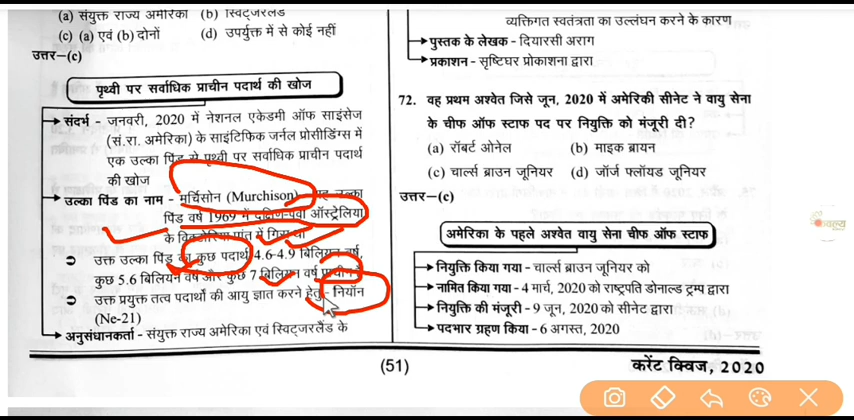 (a) संयुक्त राज्य अमेरिका (b) स्विट्जरलैंड
(c) (a) एवं (b) दोनों (d) उपर्युक्त में से कोई नहीं
उत्तर–(c)
पृथ्वी पर सर्वाधिक प्राचीन पदार्थ की खोज
संदर्भ - जनवरी, 2020 में नेशनल एकेडमी ऑफ साइंसेज
(सं.रा. अमेरिका) के साइंटिफिक जर्नल प्रोसीडिंग्स में
एक उल्का पिंड से पृथ्वी पर सर्वाधिक प्राचीन पदार्थ
की खोज
उल्का पिंड का नाम - मुर्चिसोन (Murchison) उल्का
पिंड वर्ष 1969 में दक्षिण-पूर्वी ऑस्ट्रेलिया
के विक्टोरिया प्रांत में गिरा था
उक्त उल्का पिंड का कुछ पदार्थ 4.6-4.9 बिलियन वर्ष,
कुछ 5.6 बिलियन वर्ष और कुछ 7 बिलियन वर्ष प्राचीन है
उक्त प्रयुक्त तत्व पदार्थों की आयु ज्ञात करने हेतु - नियॉन
(Ne-21)
अनुसंधानकर्ता - संयुक्त राज्य अमेरिका एवं स्विट्जरलैंड के
व्यक्तिगत स्वतंत्रता का उल्लंघन करने के कारण
पुस्तक के लेखक - दियारसी अराग
प्रकाशन - सृष्टिघर प्रोकाशना द्वारा
72. वह प्रथम अश्वेत जिसे जून, 2020 में अमेरिकी सीनेट ने वायु सेना
के चीफ ऑफ स्टाफ पद पर नियुक्ति को मंजूरी दी?
(a) रॉबर्ट ओनेल (b) माइक ब्रायन
(c) चार्ल्स ब्राउन जूनियर (d) जॉर्ज फ्लॉयड जूनियर
उत्तर–(c)
अमेरिका के पहले अश्वेत वायु सेना चीफ ऑफ स्टाफ
नियुक्ति किया गया - चार्ल्स ब्राउन जूनियर को
नामित किया गया - 4 मार्च, 2020 को राष्ट्रपति डोनाल्ड ट्रम्प द्वारा
नियुक्ति की मंजूरी - 9 जून, 2020 को सीनेट द्वारा
पदभार ग्रहण किया - 6 अगस्त, 2020
(51)
करेंट क्विज, 2020